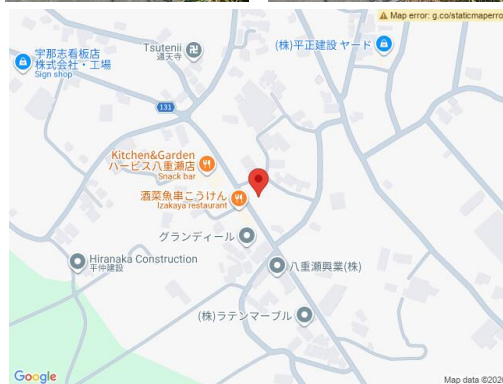 Map error: g.co/staticmaperro
宇那志看板店
株式会社・工場
Sign shop
Tsutenji
通天寺
(株)平正建設 ヤード
131
Kitchen&Garden
ハービス八重瀬店
Snack bar
酒菜魚串こうけん
Izakaya restaurant
グランディール
Hiranaka Construction
平仲建設
八重瀬興業(株)
(株)ラテンマーブル
Google
Map data ©2026